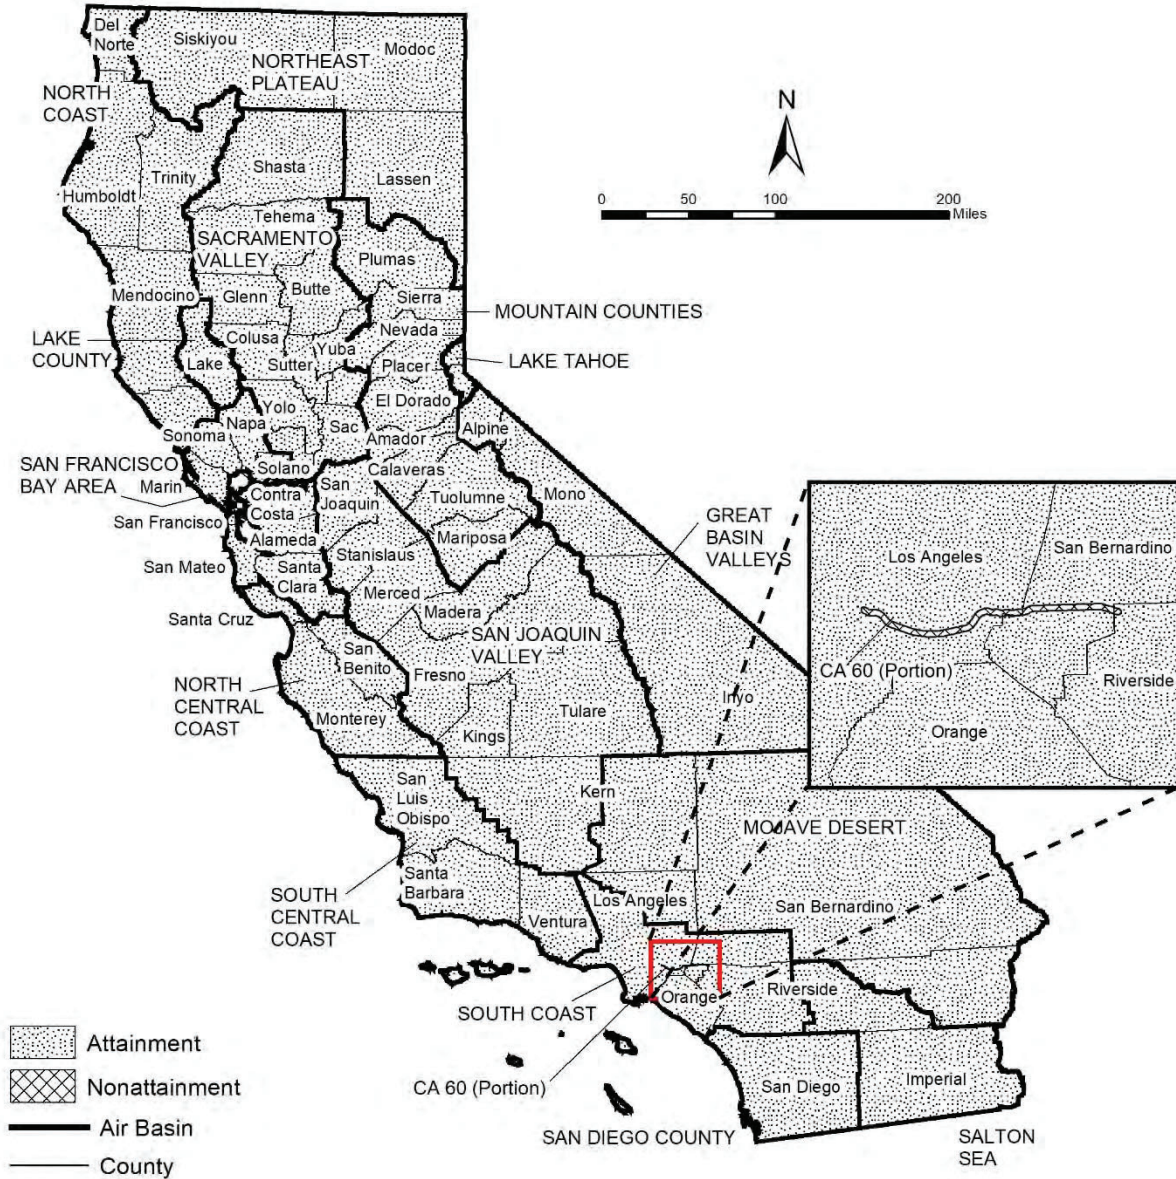 Del
Norte
Siskiyou
Modoc
NORTHEAST
PLATEAU
NORTH
COAST
N
Shasta
Trinity
Lassen
Humboldt
0 50 100 200
Miles
Tehema
SACRAMENTO
VALLEY
Plumas
Butte
Mendocino
Glenn
Sierra
MOUNTAIN COUNTIES
Nevada
LAKE
COUNTY
Colusa
Yuba
LAKE TAHOE
Lake
Sutter
Placer
El Dorado
Yolo
Napa
Sac
Alpine
Sonoma
Amador
SAN FRANCISCO
BAY AREA
Solano
Calaveras
Marin
San
Joaquin
Contra
Costa
Tuolumne
Mono
San Francisco
GREAT
BASIN
VALLEYS
Alameda
Mariposa
Stanislaus
San Mateo
Santa
Clara
Merced
Madera
Santa Cruz
SAN JOAQUIN
VALLEY
San
Benito
Fresno
NORTH
CENTRAL
COAST
Inyo
Monterey
Tulare
Kings
Los Angeles
San Bernardino
CA 60 (Portion)
Riverside
Orange
San
Luis
Obispo
Kern
MOJAVE DESERT
Santa
Barbara
SOUTH
CENTRAL
COAST
Los Angeles
San Bernardino
Ventura
Riverside
Orange
SOUTH COAST
Attainment
Nonattainment
CA 60 (Portion)
San Diego
Imperial
Air Basin
SAN DIEGO COUNTY
SALTON
SEA
County